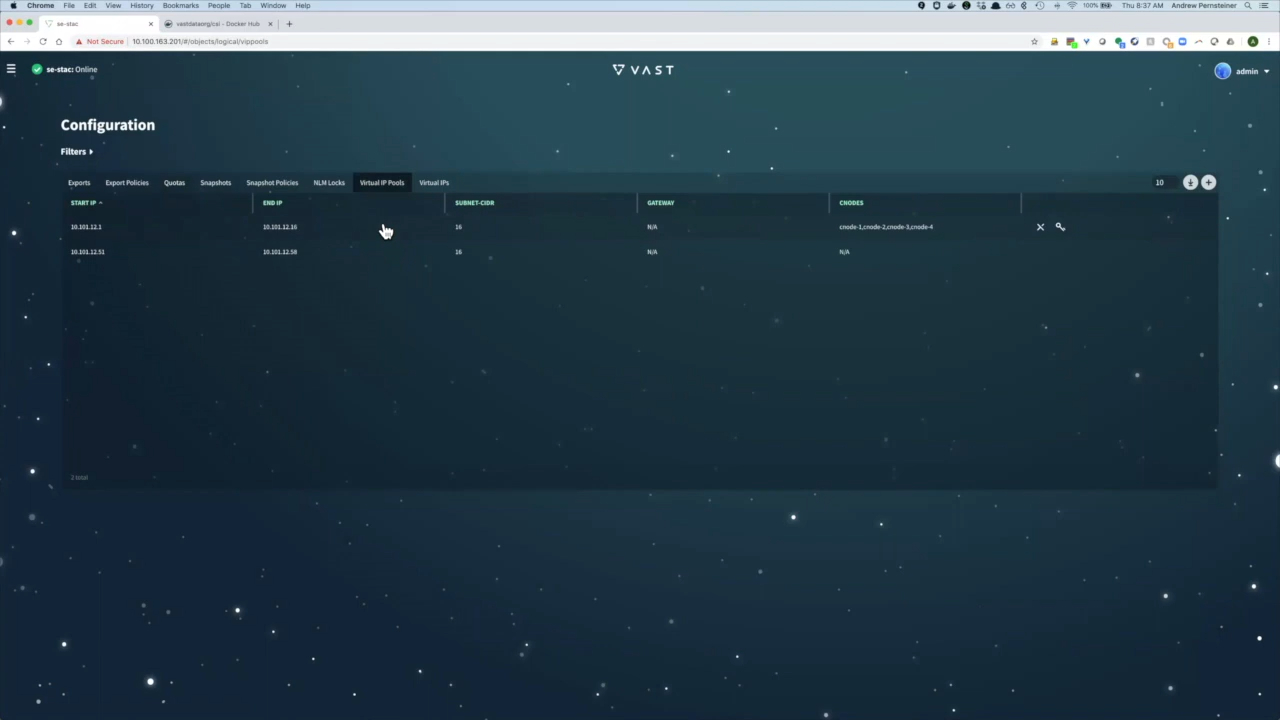 Chrome File Edit View History Bookmarks People Tab Window Help 100% Thu 8:37 AM Andrew Pernsteiner
se-stac vastdataorg/csi - Docker Hub
Not Secure 10.100.163.201/#/objects/logical/vippools
se-stac: Online VAST admin
Configuration
Filters
Exports Export Policies Quotas Snapshots Snapshot Policies NLM Locks Virtual IP Pools Virtual IPs 10
START IP END IP SUBNET-CIDR GATEWAY CNODES
10.101.12.1 10.101.12.16 16 N/A cnode-1,cnode-2,cnode-3,cnode-4
10.101.12.51 10.101.12.58 16 N/A N/A
2 total